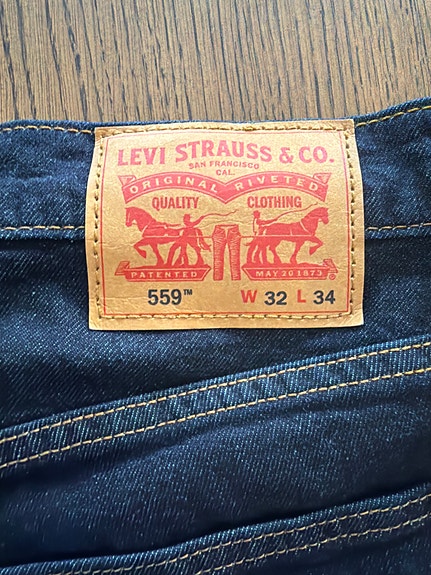 LEVI STRAUSS & CO.
SAN FRANCISCO
CAL.
ORIGINAL RIVETED
QUALITY CLOTHING
PATENTED MAY 20 1873
559™ W 32 L 34